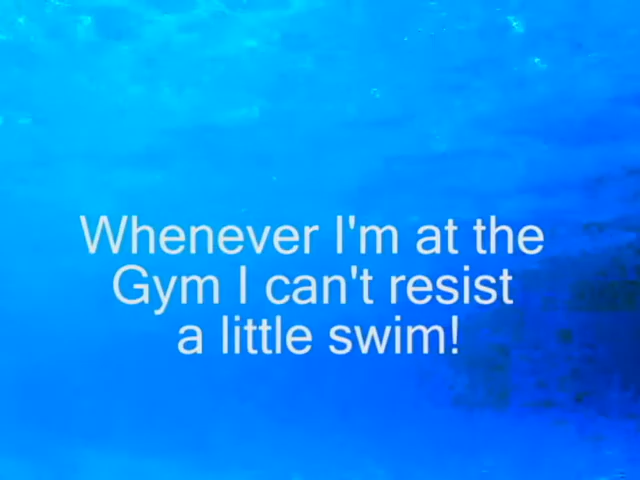 Whenever I'm at the
Gym I can't resist
a little swim!